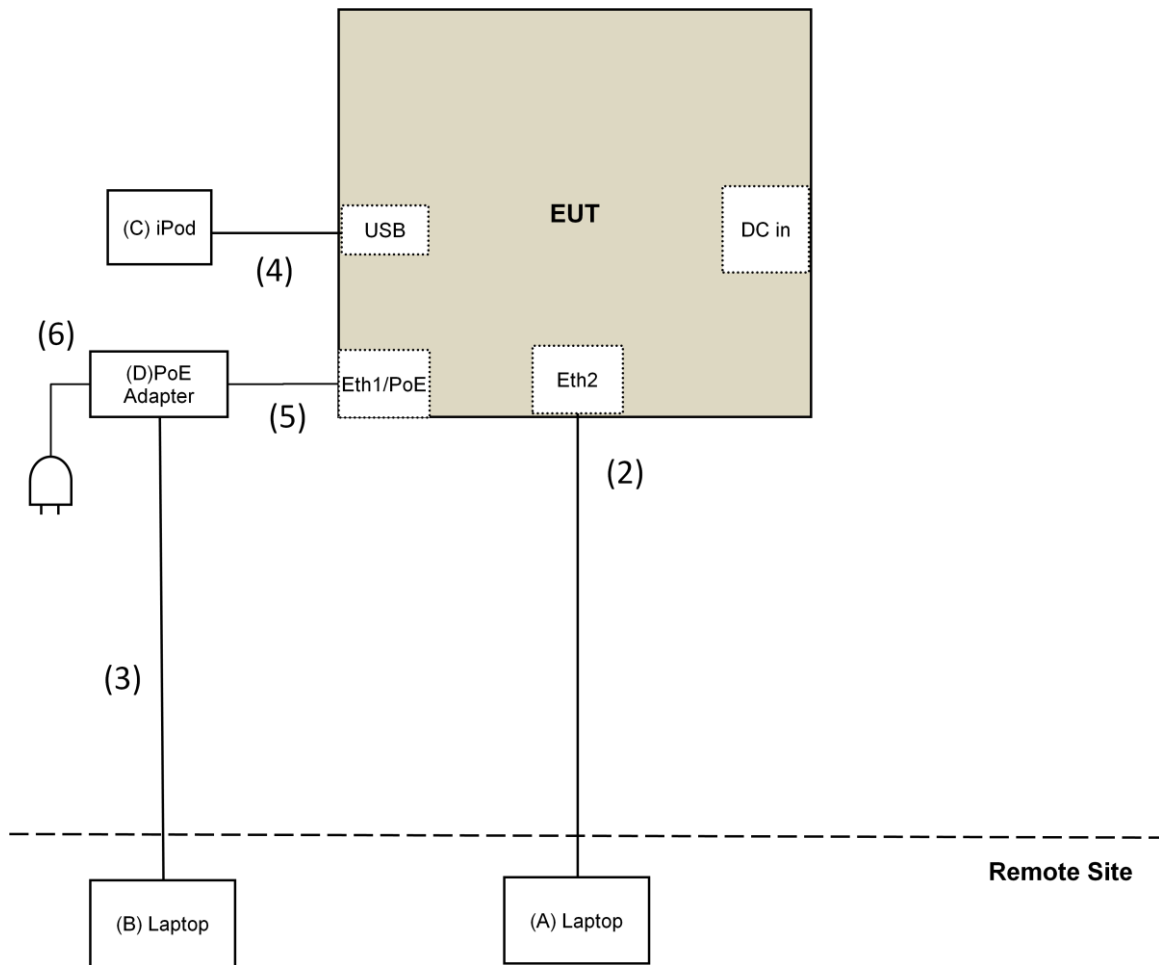 EUT
(C) iPod
USB
DC in
(4)
(6)
(D)PoE
Adapter
Eth1/PoE
Eth2
(5)
(2)
(3)
Remote Site
(B) Laptop
(A) Laptop